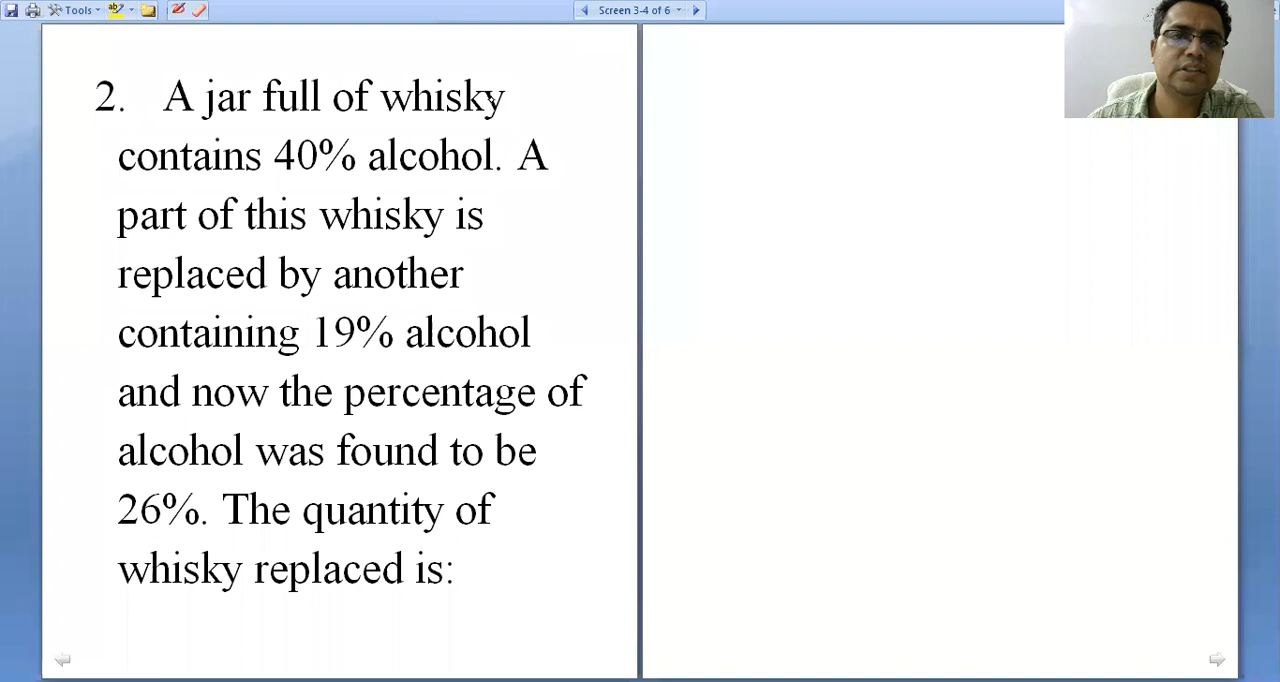 Tools
Screen 3-4 of 6
2. A jar full of whisky
contains 40% alcohol. A
part of this whisky is
replaced by another
containing 19% alcohol
and now the percentage of
alcohol was found to be
26%. The quantity of
whisky replaced is: